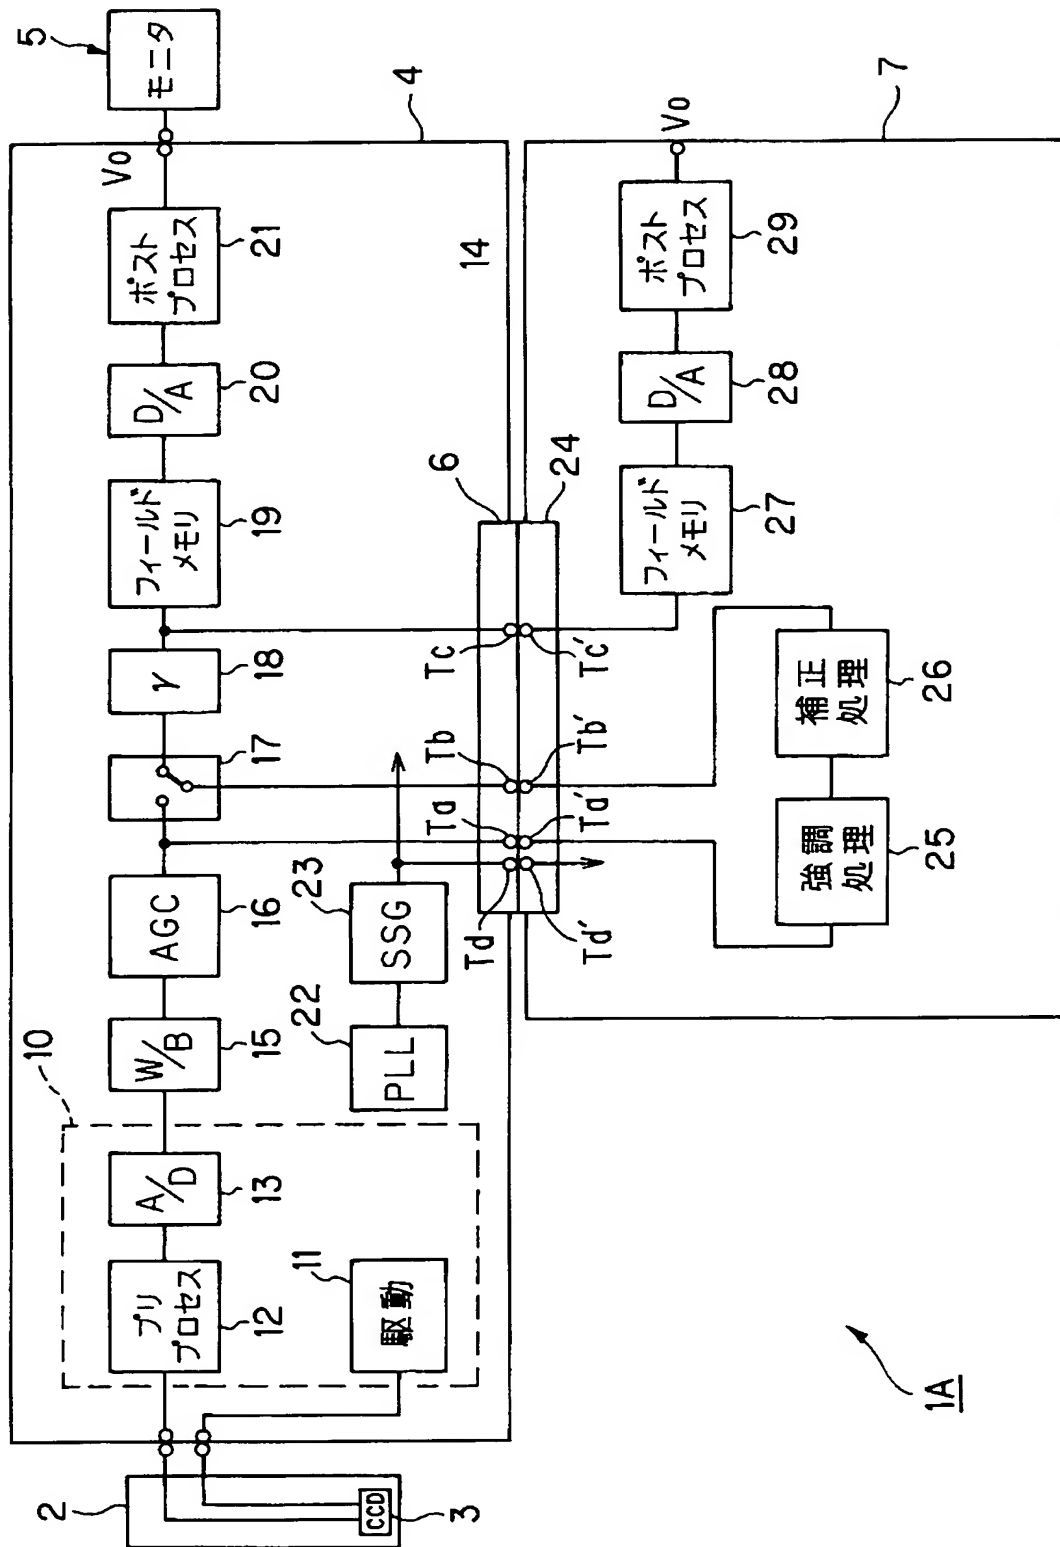 2
CCD
3
10
プリ
プロセス
12
A/D
13
駆動
11
W/B
15
AGC
16
17
γ
18
フィールド
メモリ
19
D/A
20
ポスト
プロセス
21
Vo
モニタ
5
4
14
PLL
22
SSG
23
6
24
Td
Ta
Tb
Tc
Td'
Ta'
Tb'
Tc'
フィールド
メモリ
27
D/A
28
ポスト
プロセス
29
Vo
7
強調
処理
25
補正
処理
26
1A